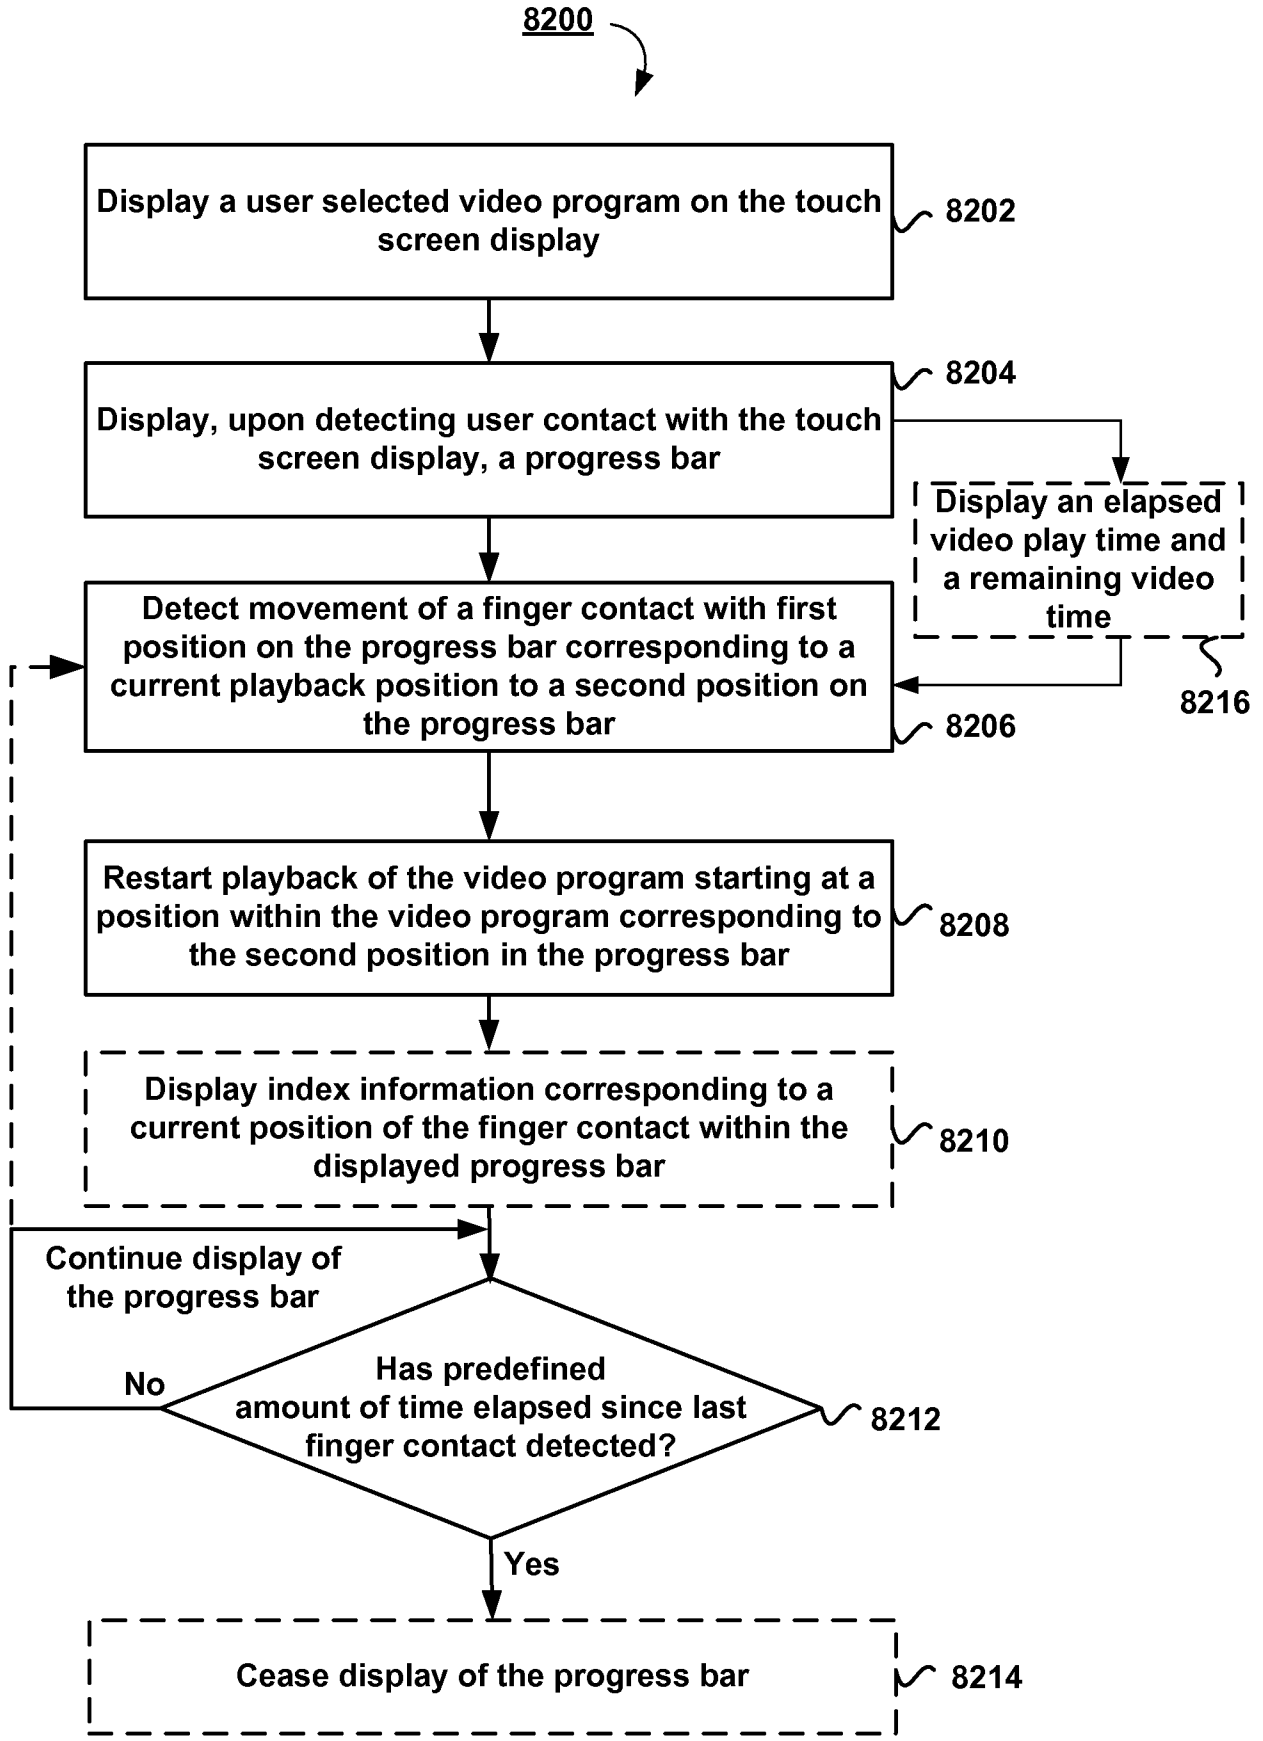 8200
Display a user selected video program on the touch
screen display
8202
8204
Display, upon detecting user contact with the touch
screen display, a progress bar
Display an elapsed
video play time and
a remaining video
time
8216
Detect movement of a finger contact with first
position on the progress bar corresponding to a
current playback position to a second position on
the progress bar
8206
Restart playback of the video program starting at a
position within the video program corresponding to
the second position in the progress bar
8208
Display index information corresponding to a
current position of the finger contact within the
displayed progress bar
8210
Continue display of
the progress bar
No
Has predefined
amount of time elapsed since last
finger contact detected?
8212
Yes
Cease display of the progress bar
8214